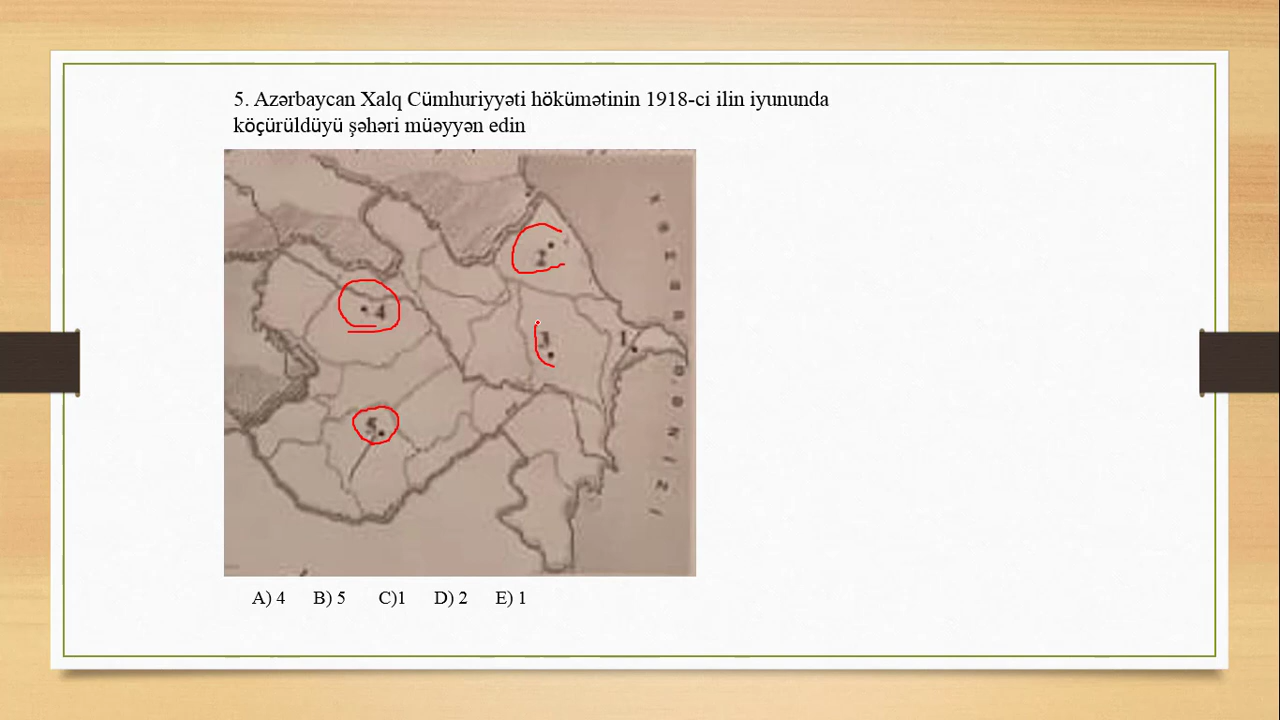 5. Azərbaycan Xalq Cümhuriyyəti hökümətinin 1918-ci ilin iyununda
köçürüldüyü şəhəri müəyyən edin
X Ə Z Ə R
2
4
3
1
D Ə N İ Z İ
5
A) 4 B) 5 C)1 D) 2 E) 1